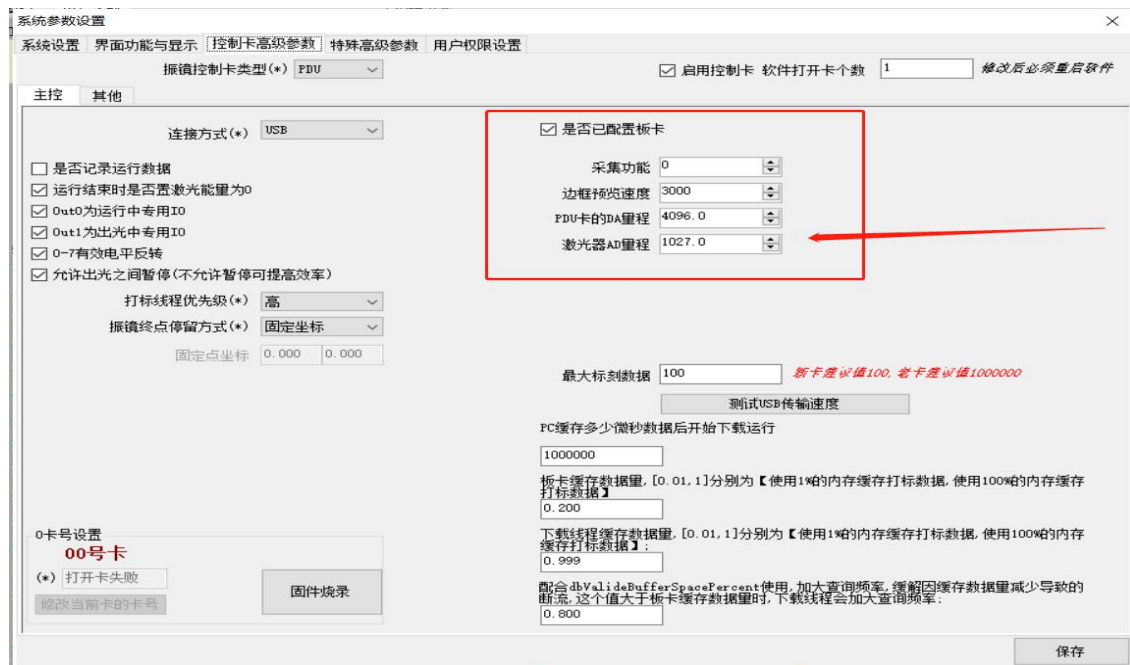 系统参数设置
系统设置 界面功能与显示 控制卡高级参数 特殊高级参数 用户权限设置
振镜控制卡类型(*) PDU
启用控制卡 软件打开卡个数 1 修改后必须重启软件
主控 其他
连接方式(*) USB
是否记录运行数据
运行结束时是否置激光能量为0
Out0为运行中专用IO
Out1为出光中专用IO
0-7有效电平反转
允许出光之间暂停(不允许暂停可提高效率)
打标线程优先级(*) 高
振镜终点停留方式(*) 固定坐标
固定点坐标 0.000 0.000
是否已配置板卡
采集功能 0
边框预览速度 3000
PDU卡的DA量程 4096.0
激光器AD量程 1027.0
最大标刻数据 100 新卡建议值100, 老卡建议值1000000
测试USB传输速度
PC缓存多少微秒数据后开始下载运行
1000000
板卡缓存数据量, [0.01, 1]分别为【使用1%的内存缓存打标数据, 使用100%的内存缓存
打标数据】
0.200
下载线程缓存数据量, [0.01, 1]分别为【使用1%的内存缓存打标数据, 使用100%的内存
缓存打标数据】;
0.999
配合dbValideBufferSpacePercent使用, 加大查询频率, 缓解因缓存数据量减少导致的
断流, 这个值大于板卡缓存数据量时, 下载线程会加大查询频率;
0.800
0卡号设置
00号卡
(*) 打开卡失败
修改当前卡的卡号
固件烧录
保存